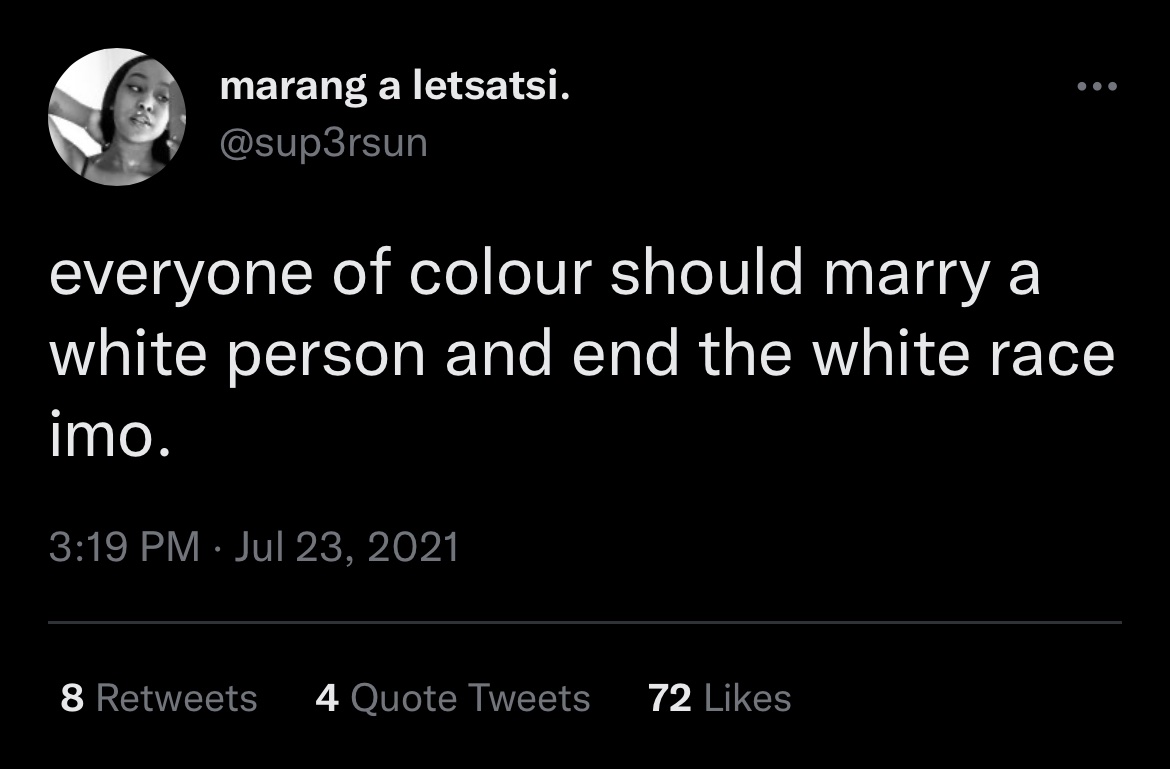 marang a letsatsi.
@sup3rsun
everyone of colour should marry a
white person and end the white race
imo.
3:19 PM · Jul 23, 2021
8 Retweets 4 Quote Tweets 72 Likes